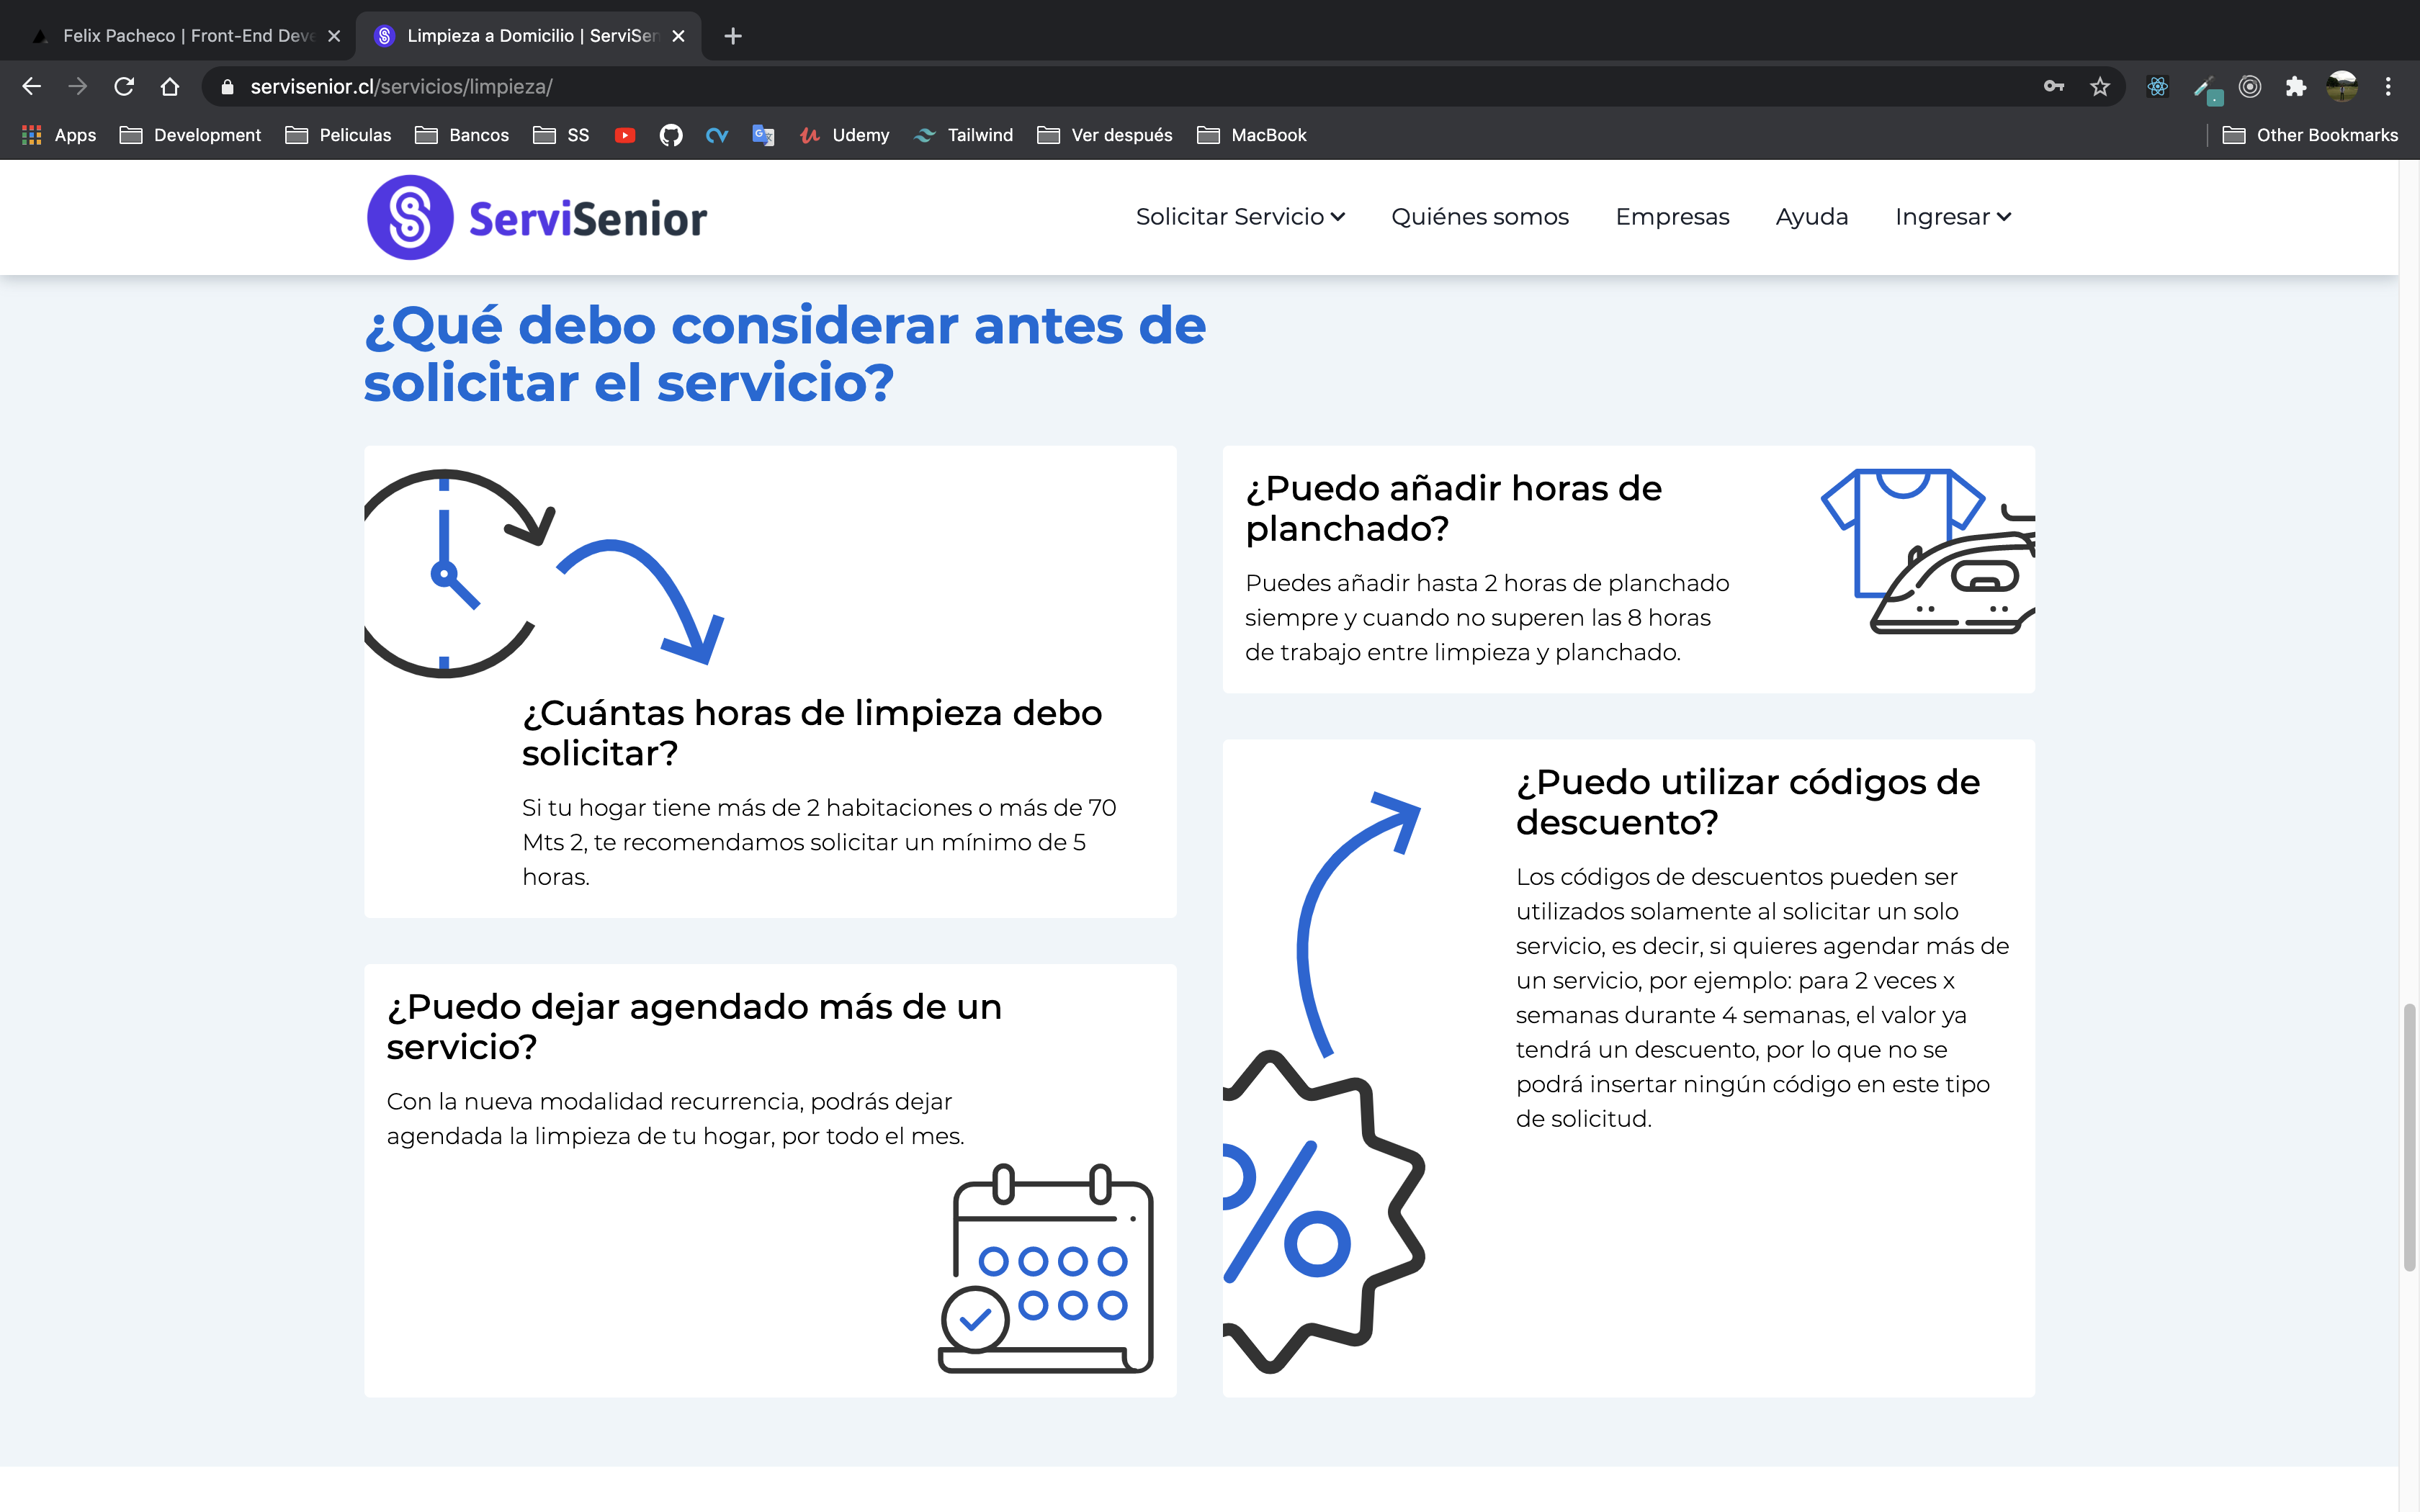 Felix Pacheco | Front-End Deve
Limpieza a Domicilio | ServiSen
servisenior.cl/servicios/limpieza/
Apps
Development
Peliculas
Bancos
SS
Udemy
Tailwind
Ver después
MacBook
Other Bookmarks
ServiSenior
Solicitar Servicio
Quiénes somos
Empresas
Ayuda
Ingresar
¿Qué debo considerar antes de
solicitar el servicio?
¿Cuántas horas de limpieza debo
solicitar?
Si tu hogar tiene más de 2 habitaciones o más de 70
Mts 2, te recomendamos solicitar un mínimo de 5
horas.
¿Puedo dejar agendado más de un
servicio?
Con la nueva modalidad recurrencia, podrás dejar
agendada la limpieza de tu hogar, por todo el mes.
¿Puedo añadir horas de
planchado?
Puedes añadir hasta 2 horas de planchado
siempre y cuando no superen las 8 horas
de trabajo entre limpieza y planchado.
¿Puedo utilizar códigos de
descuento?
Los códigos de descuentos pueden ser
utilizados solamente al solicitar un solo
servicio, es decir, si quieres agendar más de
un servicio, por ejemplo: para 2 veces x
semanas durante 4 semanas, el valor ya
tendrá un descuento, por lo que no se
podrá insertar ningún código en este tipo
de solicitud.
%